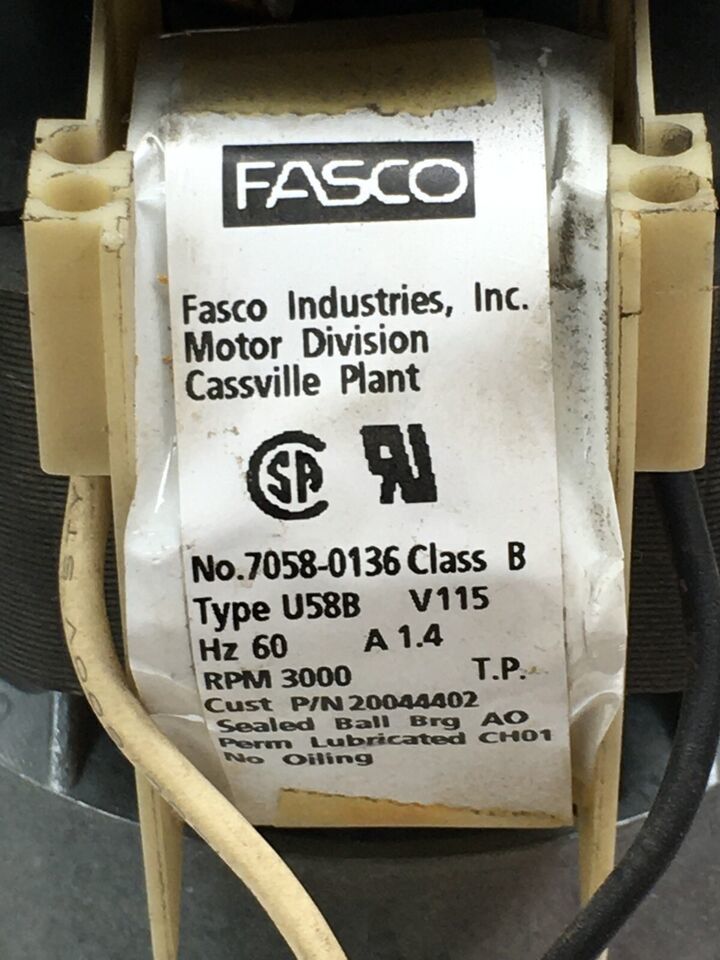 FASCO
Fasco Industries, Inc.
Motor Division
Cassville Plant
No.7058-0136 Class B
Type U58B V115
Hz 60 A 1.4
RPM 3000 T.P.
Cust P/N 20044402
Sealed Ball Brg AO
Perm Lubricated CH01
No Oiling